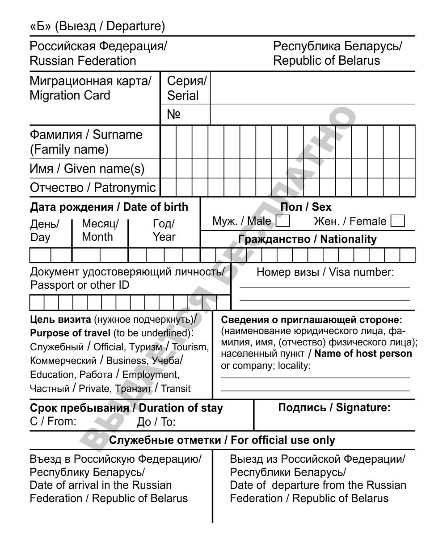 «Б» (Выезд / Departure)
Российская Федерация/
Russian Federation
Республика Беларусь/
Republic of Belarus
Миграционная карта/
Migration Card
Серия/
Serial
№
Фамилия / Surname
(Family name)
Имя / Given name(s)
Отчество / Patronymic
Дата рождения / Date of birth
День/ Месяц/ Год/
Day Month Year
Пол / Sex
Муж. / Male Жен. / Female
Гражданство / Nationality
Документ удостоверяющий личность/
Passport or other ID
Номер визы / Visa number:
Цель визита (нужное подчеркнуть)/
Purpose of travel (to be underlined):
Служебный / Official, Туризм / Tourism,
Коммерческий / Business, Учеба/
Education, Работа / Employment,
Частный / Private, Транзит / Transit
Сведения о приглашающей стороне:
(наименование юридического лица, фа-
милия, имя, (отчество) физического лица);
населенный пункт / Name of host person
or company; locality:
Срок пребывания / Duration of stay
С / From: До / To:
Подпись / Signature:
Служебные отметки / For official use only
Въезд в Российскую Федерацию/
Республику Беларусь/
Date of arrival in the Russian
Federation / Republic of Belarus
Выезд из Российской Федерации/
Республики Беларусь/
Date of departure from the Russian
Federation / Republic of Belarus
ВЫДАЕТСЯ БЕСПЛАТНО